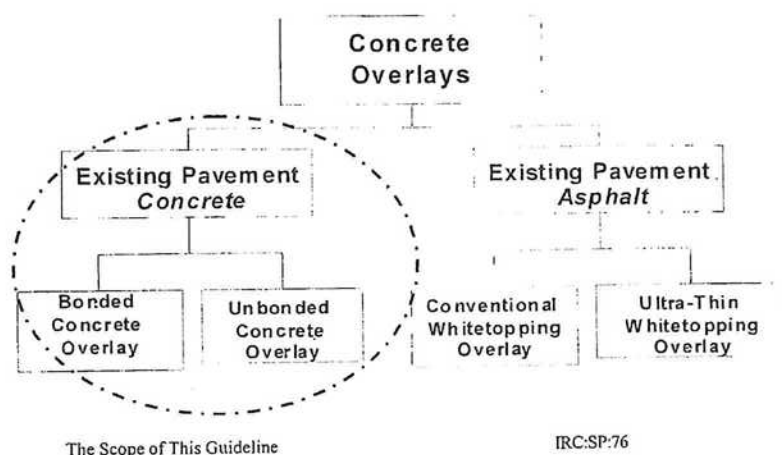 Concrete
Overlays
Existing Pavement
Concrete
Existing Pavement
Asphalt
Bonded
Concrete
Overlay
Unbonded
Concrete
Overlay
Conventional
Whitetopping
Overlay
Ultra-Thin
Whitetopping
Overlay
The Scope of This Guideline
IRC:SP:76